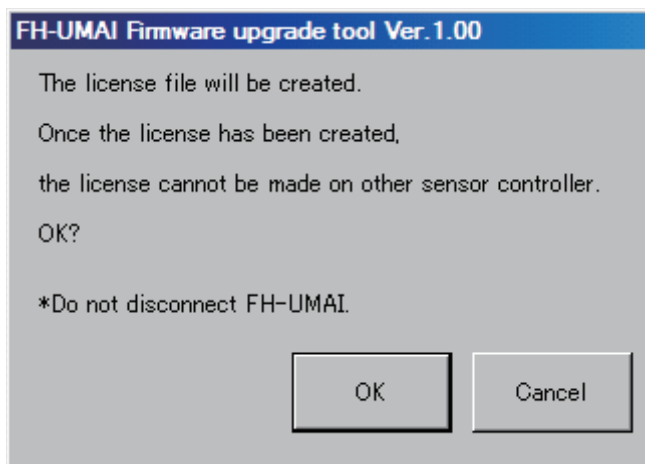 FH-UMAI Firmware upgrade tool Ver.1.00
The license file will be created.
Once the license has been created,
the license cannot be made on other sensor controller.
OK?
*Do not disconnect FH-UMAI.
OK
Cancel